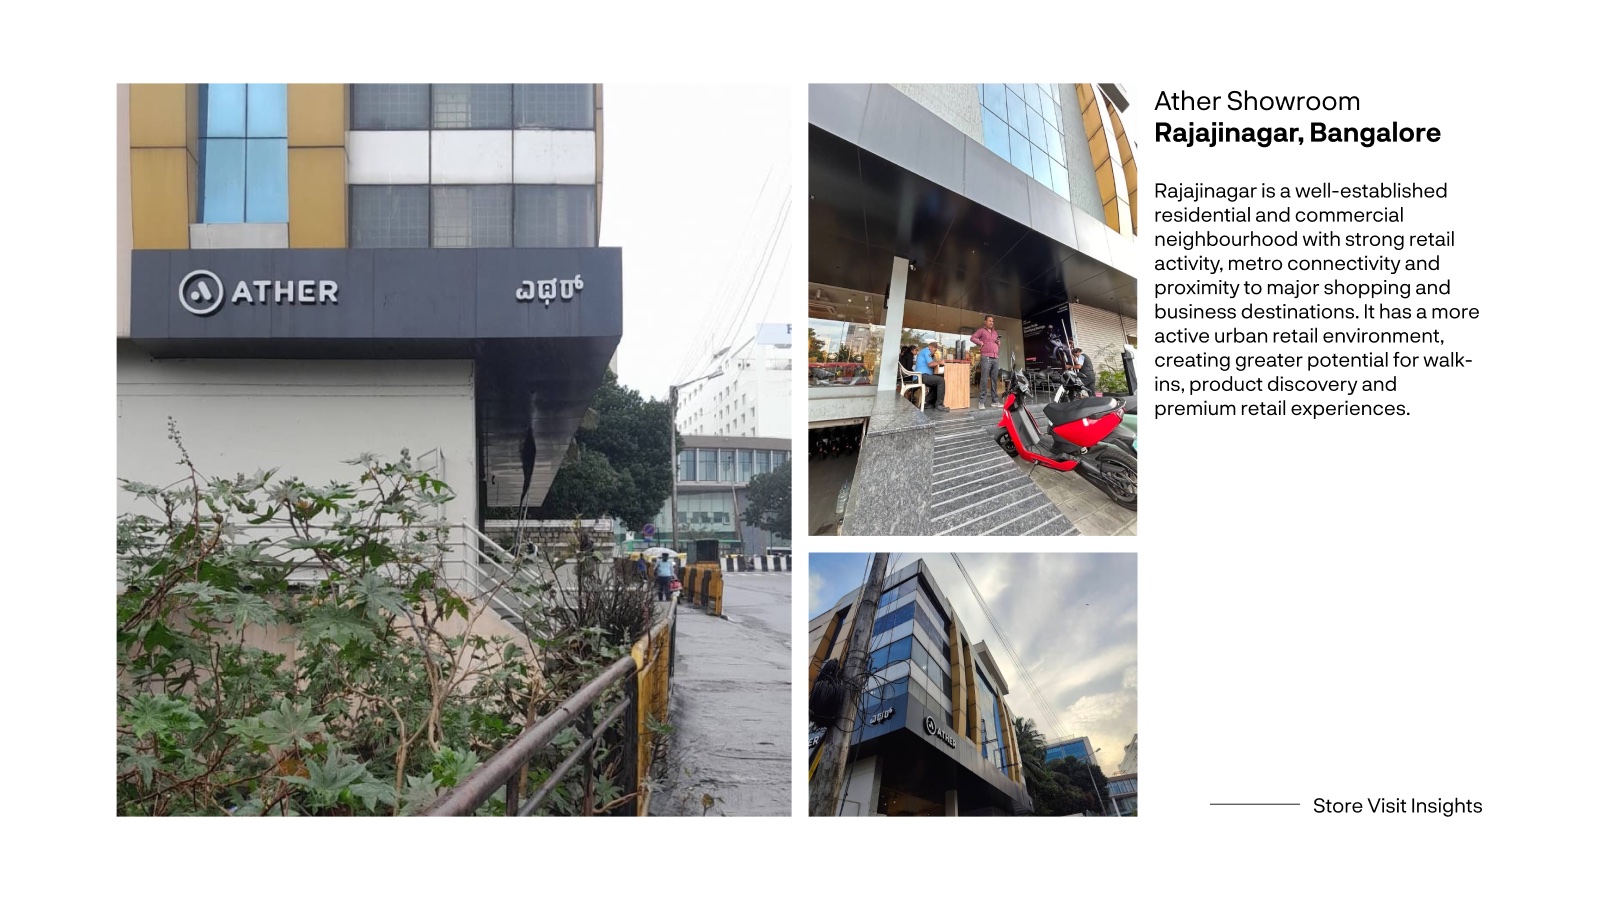 ATHER
ಎಥರ್
ಎಥರ್
ATHER
Ather Showroom
Rajajinagar, Bangalore
Rajajinagar is a well-established
residential and commercial
neighbourhood with strong retail
activity, metro connectivity and
proximity to major shopping and
business destinations. It has a more
active urban retail environment,
creating greater potential for walk-
ins, product discovery and
premium retail experiences.
Store Visit Insights